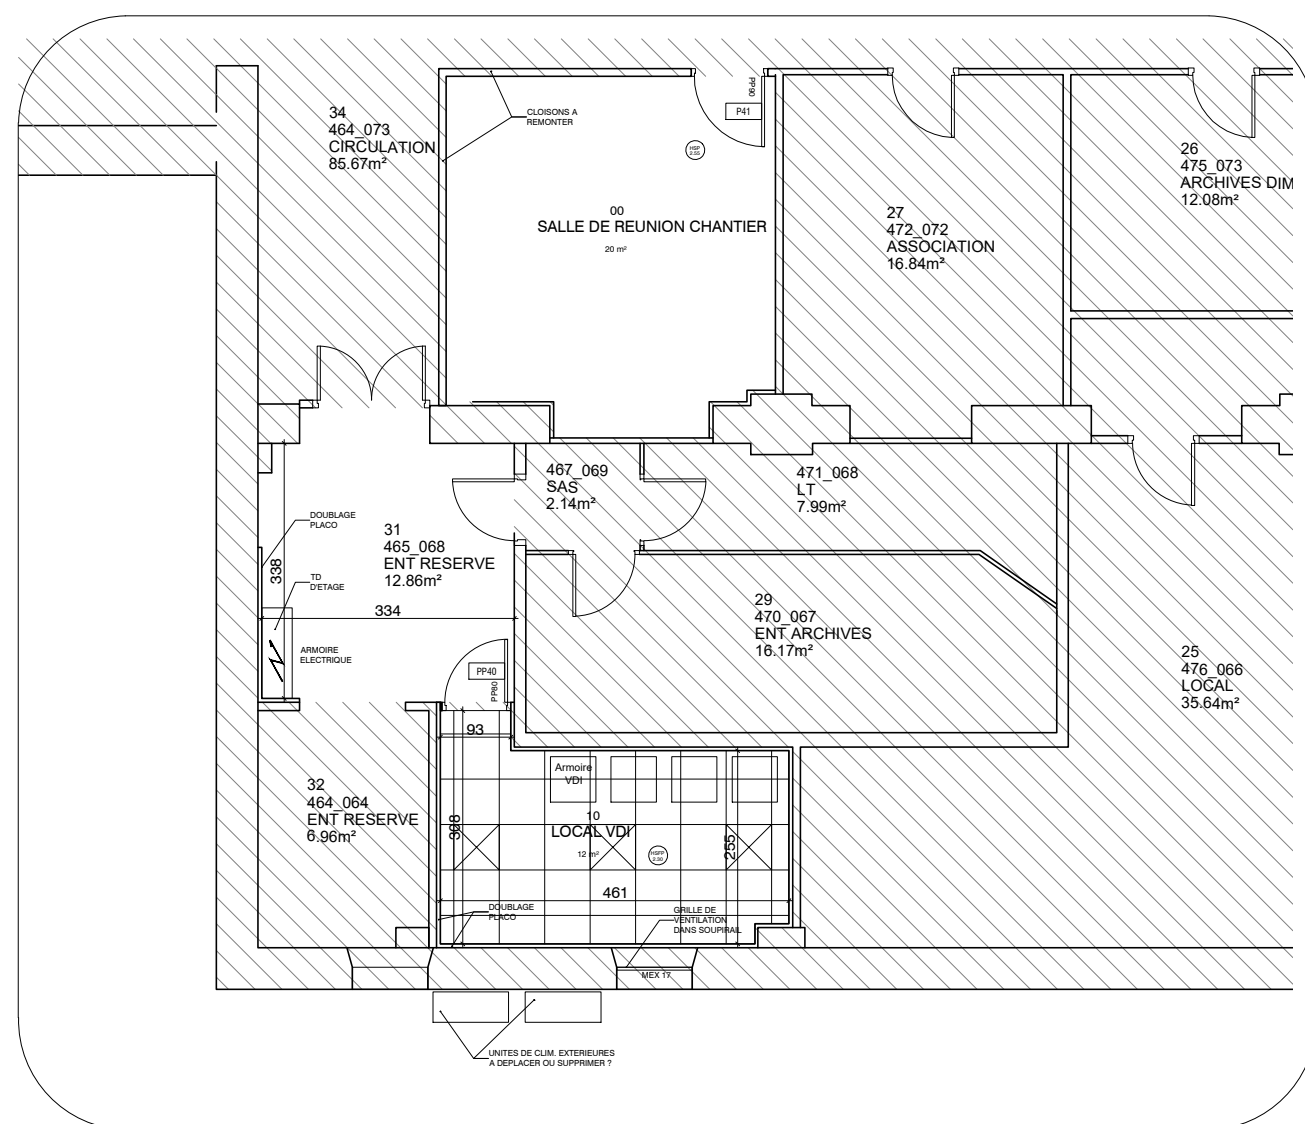 34
464_073
CIRCULATION
85.67m²
CLOISONS A
REMONTER
PP90
P41
HSP
2.55
00
SALLE DE REUNION CHANTIER
20 m²
27
472_072
ASSOCIATION
16.84m²
26
475_073
ARCHIVES DIM
12.08m²
467_069
SAS
2.14m²
471_068
LT
7.99m²
DOUBLAGE
PLACO
31
465_068
ENT RESERVE
12.86m²
338
TD
D'ETAGE
334
ARMOIRE
ELECTRIQUE
PP40
PP80
29
470_067
ENT ARCHIVES
16.17m²
25
476_066
LOCAL
35.64m²
93
Armoire
VDI
32
464_064
ENT RESERVE
6.96m²
398
10
LOCAL VDI
12 m²
HSFP
2.30
255
461
DOUBLAGE
PLACO
GRILLE DE
VENTILATION
DANS SOUPIRAIL
MEX 17
UNITES DE CLIM. EXTERIEURES
A DEPLACER OU SUPPRIMER ?